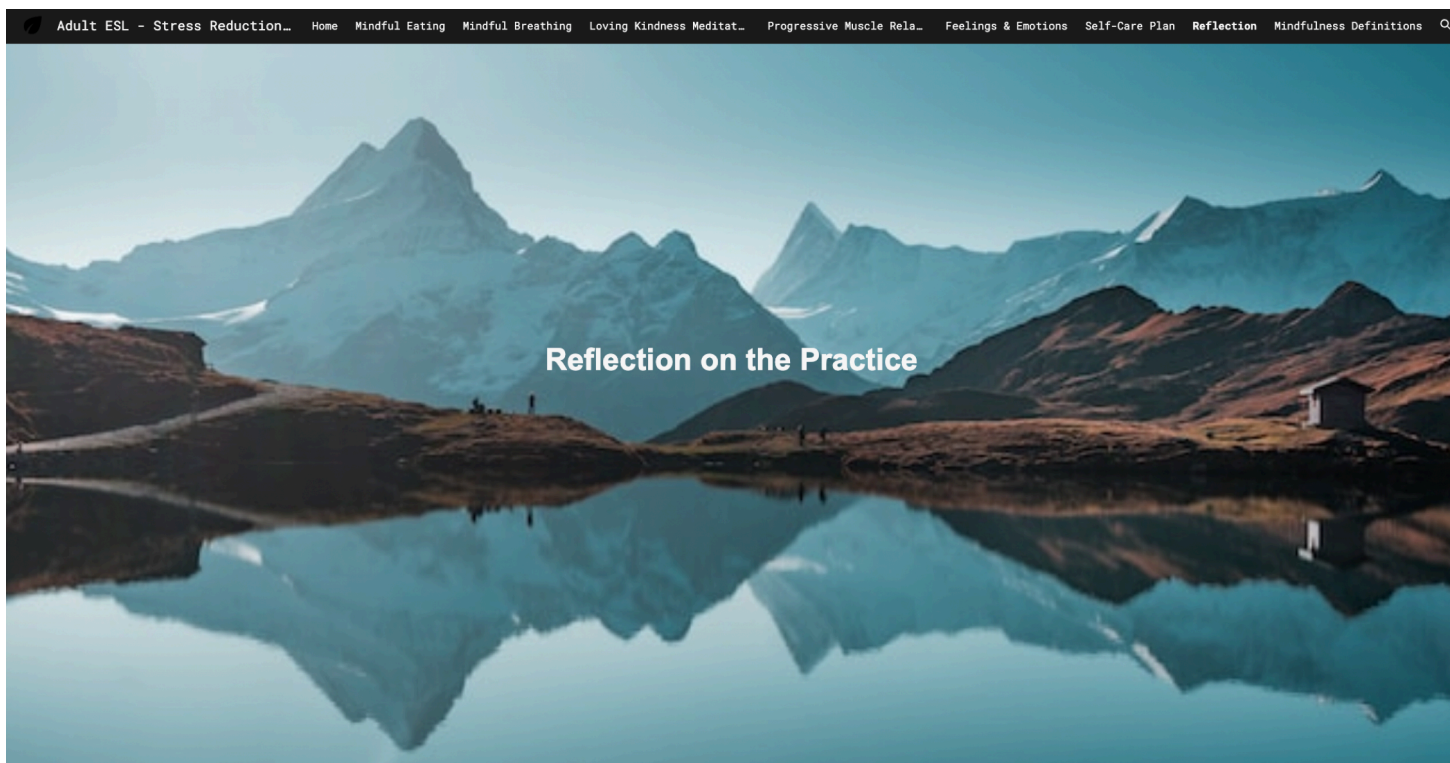 Adult ESL - Stress Reduction… Home Mindful Eating Mindful Breathing Loving Kindness Meditat… Progressive Muscle Rela… Feelings & Emotions Self-Care Plan Reflection Mindfulness Definitions
Reflection on the Practice